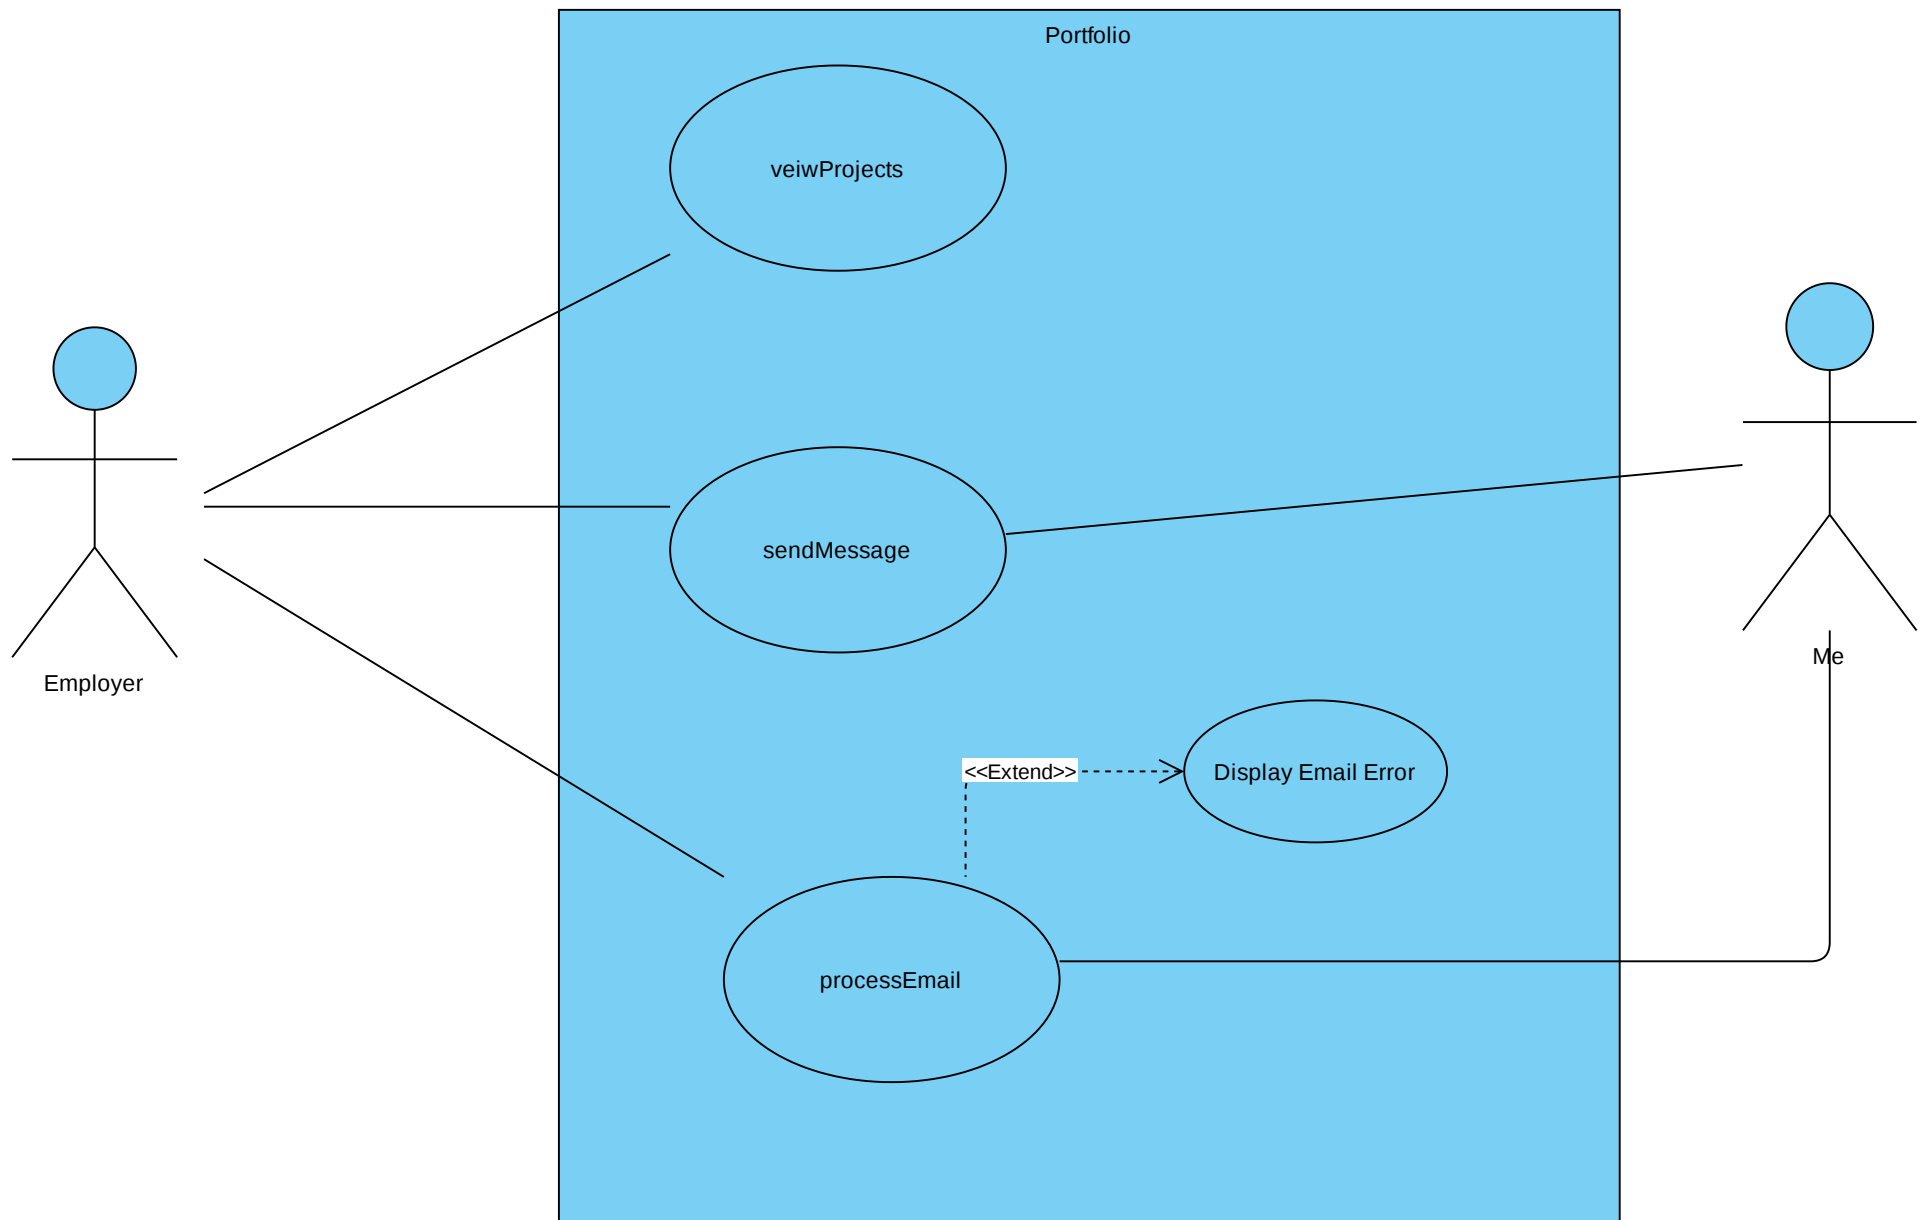 Portfolio
veiwProjects
sendMessage
Employer
Me
<<Extend>>
Display Email Error
processEmail